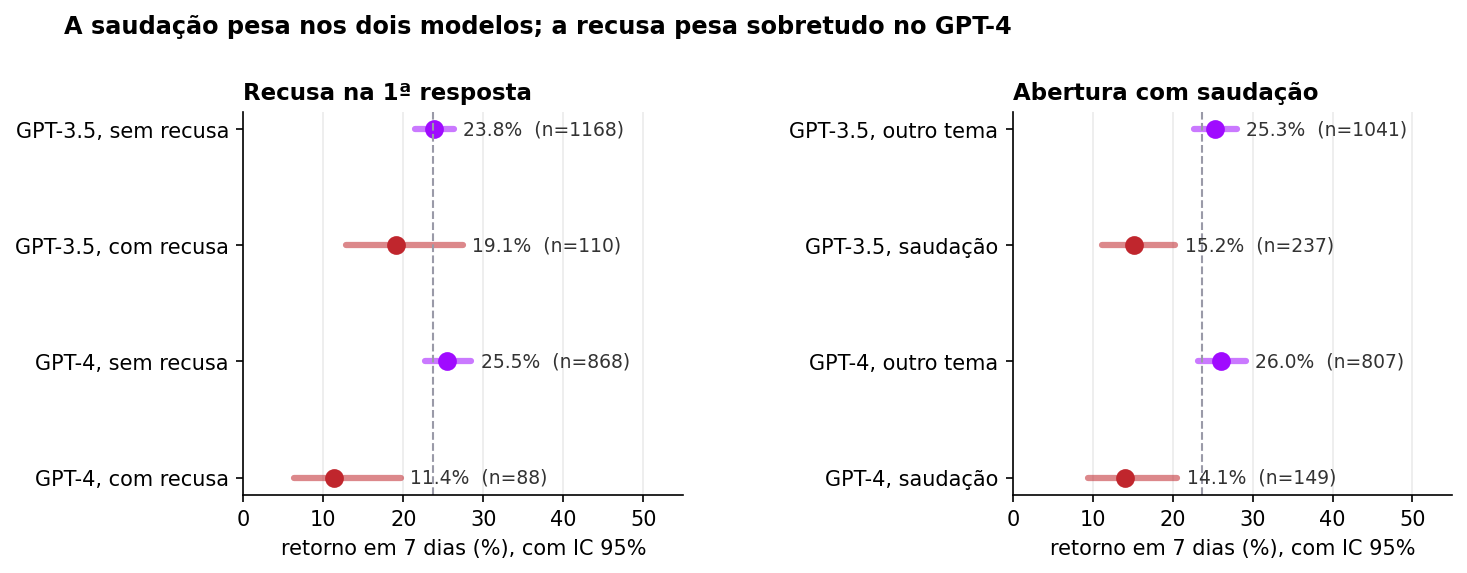 A saudação pesa nos dois modelos; a recusa pesa sobretudo no GPT-4
Recusa na 1ª resposta
GPT-3.5, sem recusa
23.8% (n=1168)
GPT-3.5, com recusa
19.1% (n=110)
GPT-4, sem recusa
25.5% (n=868)
GPT-4, com recusa
11.4% (n=88)
0 10 20 30 40 50
retorno em 7 dias (%), com IC 95%
Abertura com saudação
GPT-3.5, outro tema
25.3% (n=1041)
GPT-3.5, saudação
15.2% (n=237)
GPT-4, outro tema
26.0% (n=807)
GPT-4, saudação
14.1% (n=149)
0 10 20 30 40 50
retorno em 7 dias (%), com IC 95%